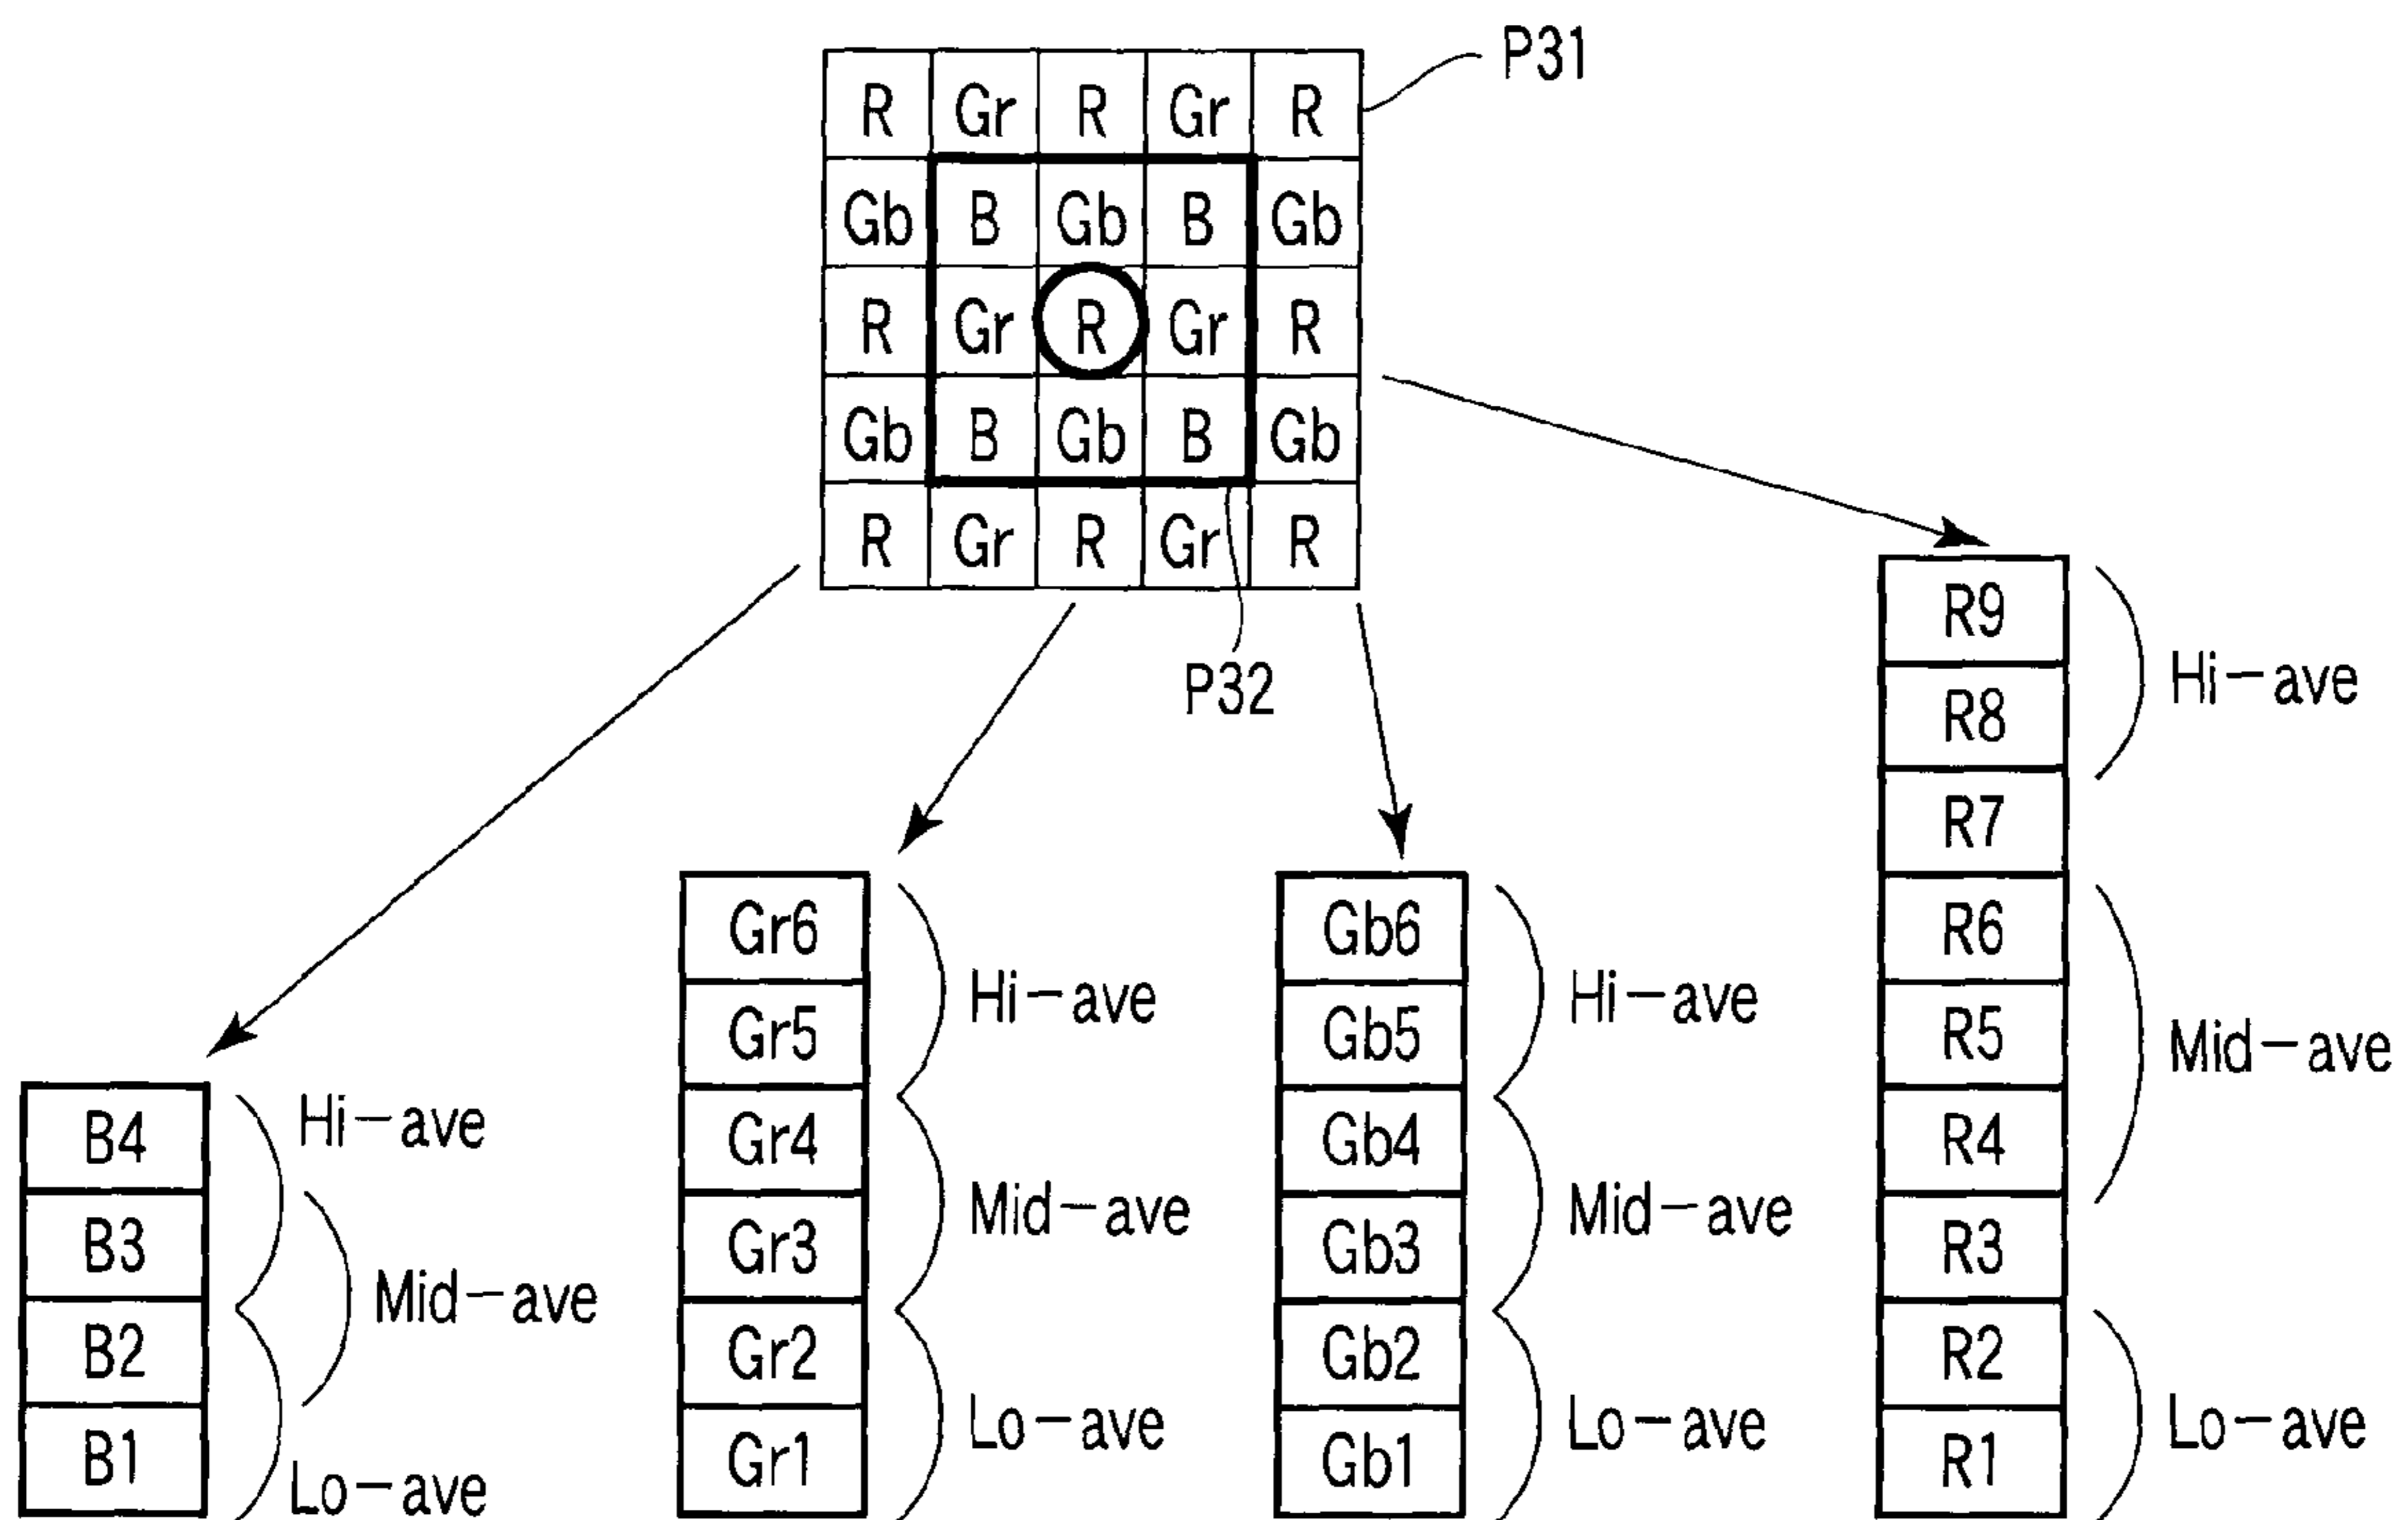 P31
R Gr R Gr R
Gb B Gb B Gb
R Gr R Gr R
Gb B Gb B Gb
R Gr R Gr R
P32
B4
B3
B2
B1
Hi-ave
Mid-ave
Lo-ave
Gr6
Gr5
Gr4
Gr3
Gr2
Gr1
Hi-ave
Mid-ave
Lo-ave
Gb6
Gb5
Gb4
Gb3
Gb2
Gb1
Hi-ave
Mid-ave
Lo-ave
R9
R8
R7
R6
R5
R4
R3
R2
R1
Hi-ave
Mid-ave
Lo-ave